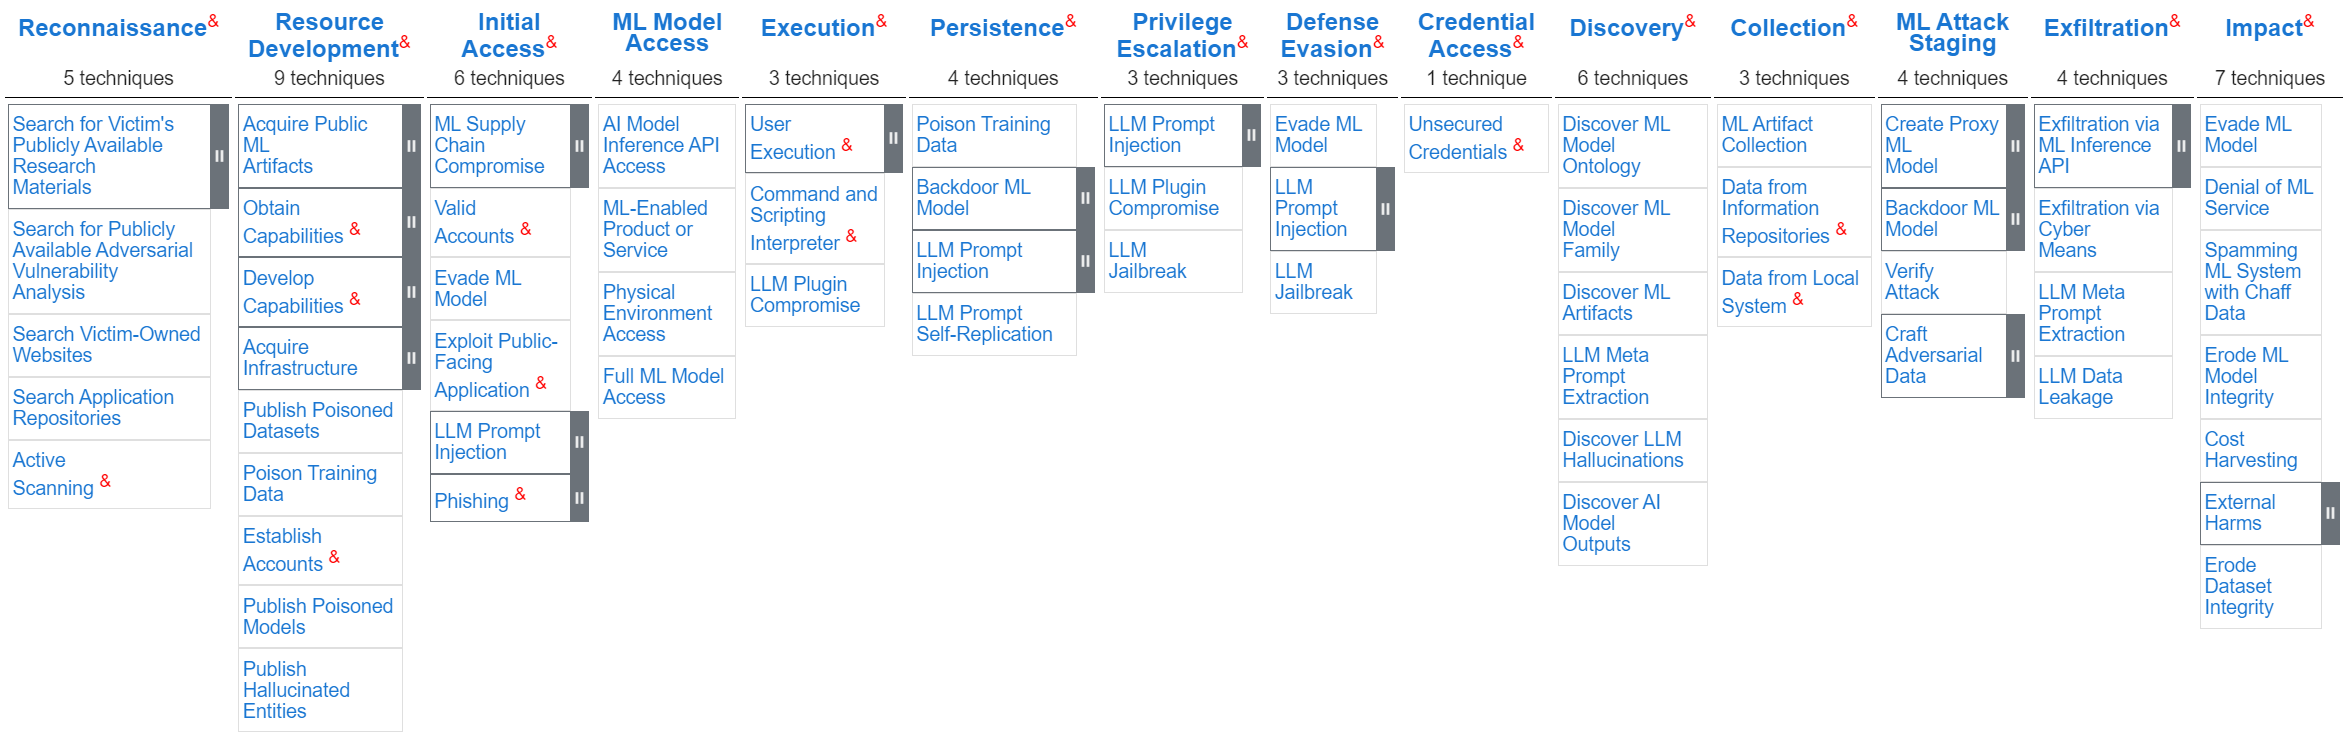 Reconnaissance&
5 techniques
Search for Victim's
Publicly Available
Research
Materials
Search for Publicly
Available Adversarial
Vulnerability
Analysis
Search Victim-Owned
Websites
Search Application
Repositories
Active
Scanning &
Resource
Development&
9 techniques
Acquire Public
ML
Artifacts
Obtain
Capabilities &
Develop
Capabilities &
Acquire
Infrastructure
Publish Poisoned
Datasets
Poison Training
Data
Establish
Accounts &
Publish Poisoned
Models
Publish
Hallucinated
Entities
Initial
Access&
6 techniques
ML Supply
Chain
Compromise
Valid
Accounts &
Evade ML
Model
Exploit Public-
Facing
Application &
LLM Prompt
Injection
Phishing &
ML Model
Access
4 techniques
AI Model
Inference API
Access
ML-Enabled
Product or
Service
Physical
Environment
Access
Full ML Model
Access
Execution&
3 techniques
User
Execution &
Command and
Scripting
Interpreter &
LLM Plugin
Compromise
Persistence&
4 techniques
Poison Training
Data
Backdoor ML
Model
LLM Prompt
Injection
LLM Prompt
Self-Replication
Privilege
Escalation&
3 techniques
LLM Prompt
Injection
LLM Plugin
Compromise
LLM
Jailbreak
Defense
Evasion&
3 techniques
Evade ML
Model
LLM
Prompt
Injection
LLM
Jailbreak
Credential
Access&
1 technique
Unsecured
Credentials &
Discovery&
6 techniques
Discover ML
Model
Ontology
Discover ML
Model
Family
Discover ML
Artifacts
LLM Meta
Prompt
Extraction
Discover LLM
Hallucinations
Discover AI
Model
Outputs
Collection&
3 techniques
ML Artifact
Collection
Data from
Information
Repositories &
Data from Local
System &
ML Attack
Staging
4 techniques
Create Proxy
ML
Model
Backdoor ML
Model
Verify
Attack
Craft
Adversarial
Data
Exfiltration&
4 techniques
Exfiltration via
ML Inference
API
Exfiltration via
Cyber
Means
LLM Meta
Prompt
Extraction
LLM Data
Leakage
Impact&
7 techniques
Evade ML
Model
Denial of ML
Service
Spamming
ML System
with Chaff
Data
Erode ML
Model
Integrity
Cost
Harvesting
External
Harms
Erode
Dataset
Integrity